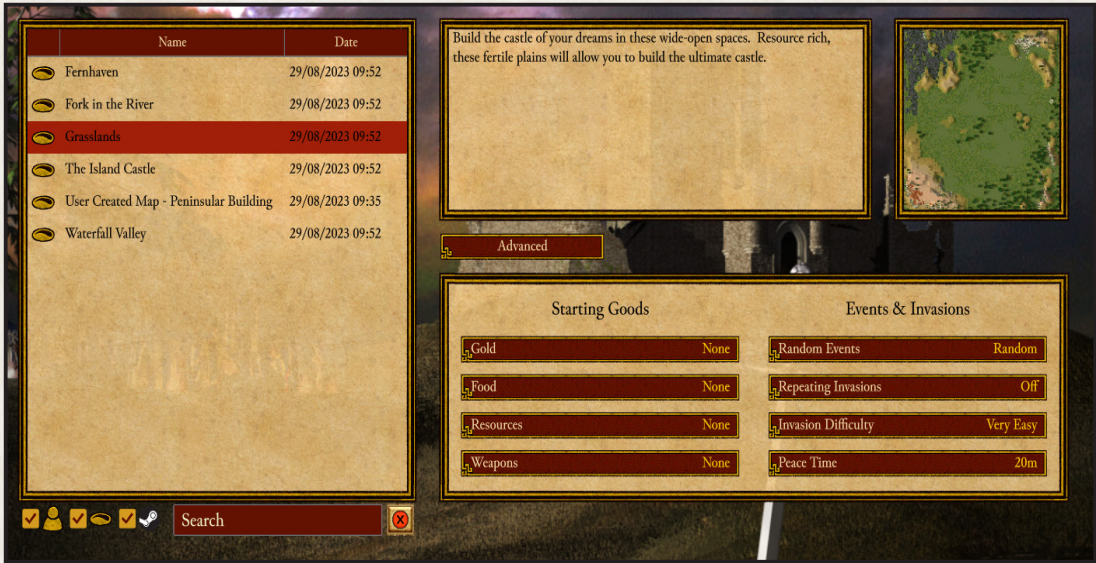 Name Date
Fernhaven 29/08/2023 09:52
Fork in the River 29/08/2023 09:52
Grasslands 29/08/2023 09:52
The Island Castle 29/08/2023 09:52
User Created Map - Peninsular Building 29/08/2023 09:35
Waterfall Valley 29/08/2023 09:52
Search
X
Build the castle of your dreams in these wide-open spaces. Resource rich,
these fertile plains will allow you to build the ultimate castle.
Advanced
Starting Goods
Gold None
Food None
Resources None
Weapons None
Events & Invasions
Random Events Random
Repeating Invasions Off
Invasion Difficulty Very Easy
Peace Time 20m